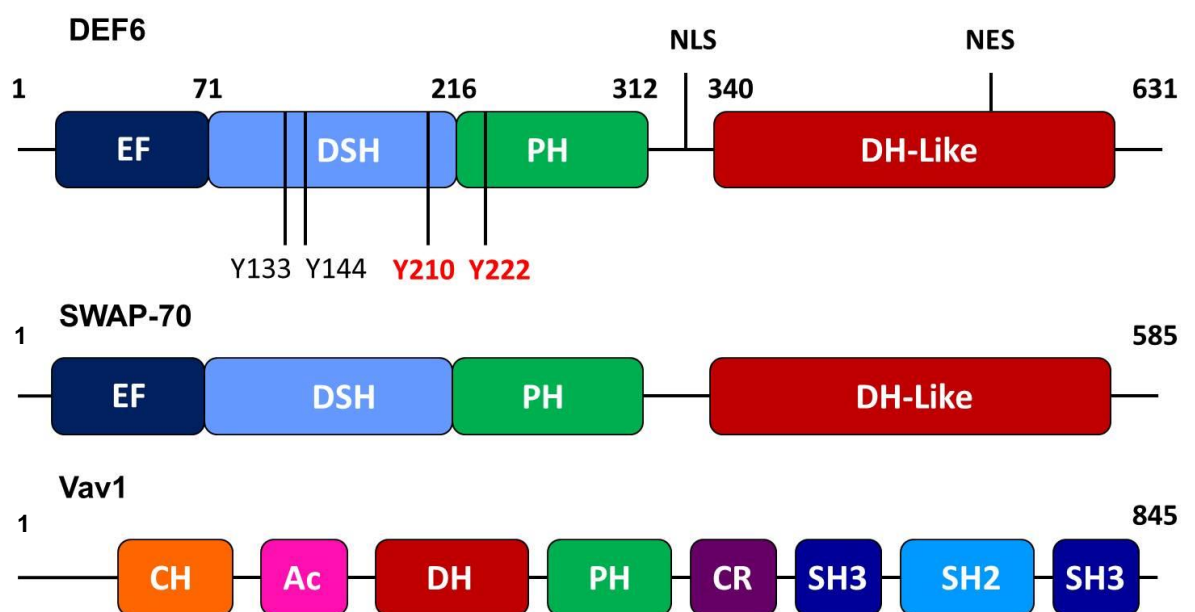 DEF6
NLS NES
1 71 216 312 340 631
EF DSH PH DH-Like
Y133 Y144 Y210 Y222
SWAP-70
1 585
EF DSH PH DH-Like
Vav1
1 845
CH Ac DH PH CR SH3 SH2 SH3